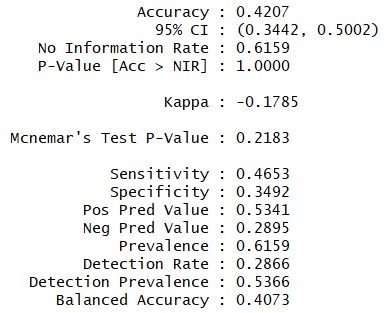 Accuracy : 0.4207
95% CI : (0.3442, 0.5002)
No Information Rate : 0.6159
P-Value [Acc > NIR] : 1.0000
Kappa : -0.1785
Mcnemar's Test P-Value : 0.2183
Sensitivity : 0.4653
Specificity : 0.3492
Pos Pred Value : 0.5341
Neg Pred Value : 0.2895
Prevalence : 0.6159
Detection Rate : 0.2866
Detection Prevalence : 0.5366
Balanced Accuracy : 0.4073